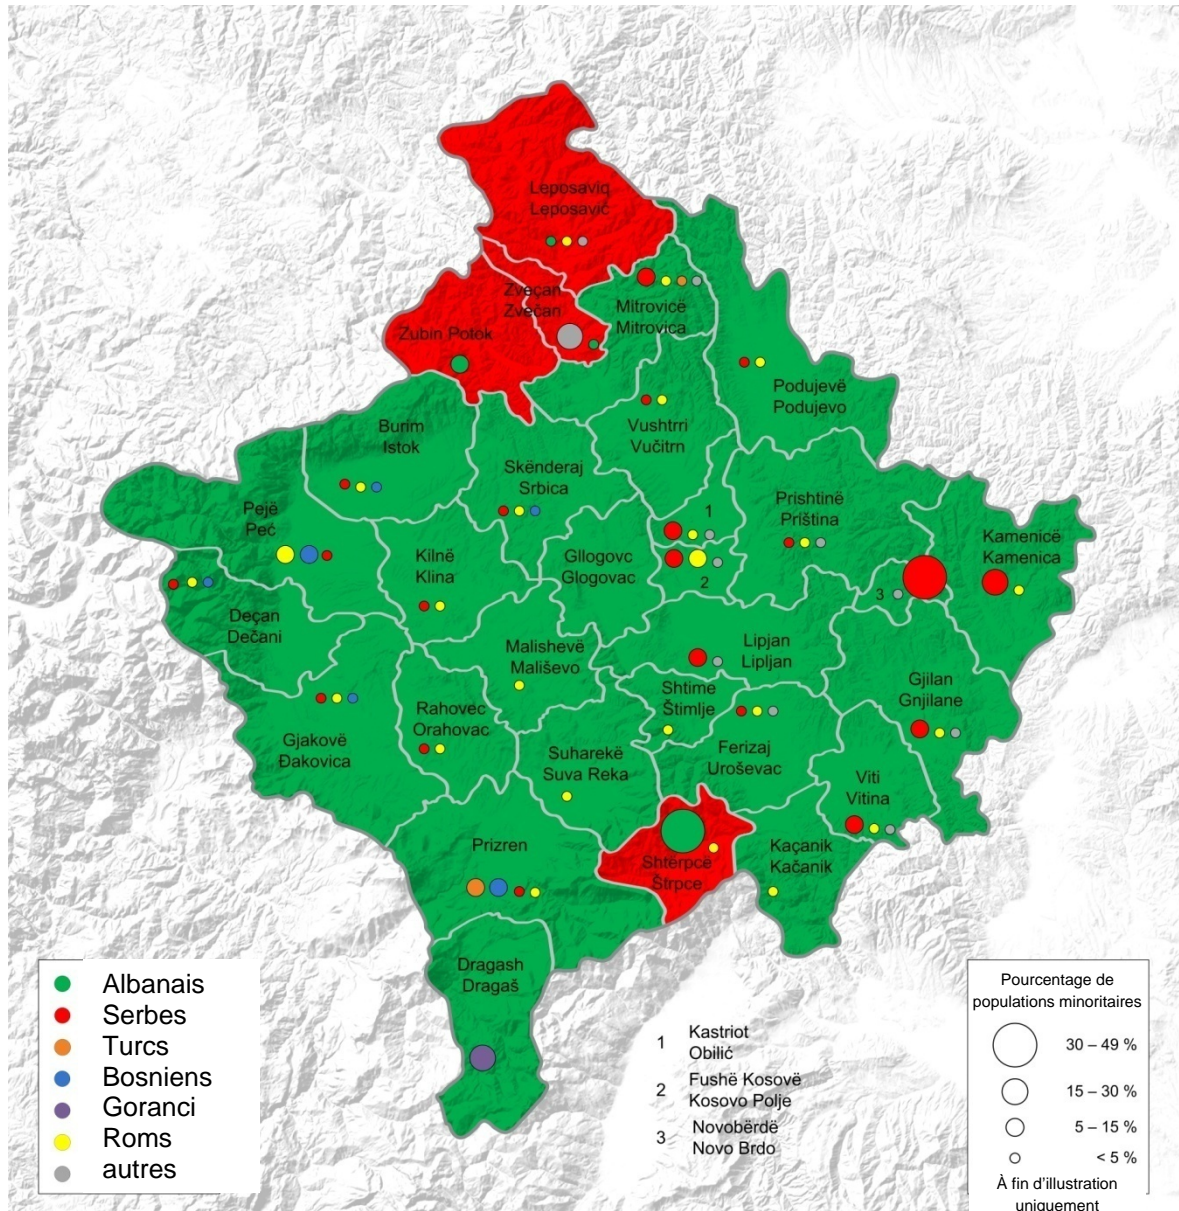 Leposaviq
Leposavić
Zveçan
Zvečan
Zubin Potok
Mitrovicë
Mitrovica
Podujevë
Podujevo
Burim
Istok
Vushtrri
Vučitrn
Skënderaj
Srbica
Pejë
Peć
Prishtinë
Priština
1
Kamenicë
Kamenica
Kilnë
Klina
Gllogovc
Glogovac
2
3
Deçan
Dečani
Malishevë
Mališevo
Lipjan
Lipljan
Gjilan
Gnjilane
Shtime
Štimlje
Rahovec
Orahovac
Gjakovë
Đakovica
Suharekë
Suva Reka
Ferizaj
Uroševac
Viti
Vitina
Prizren
Shtërpcë
Štrpce
Kaçanik
Kačanik
Dragash
Dragaš
Albanais
Serbes
Turcs
Bosniens
Goranci
Roms
autres
1 Kastriot
Obilić
2 Fushë Kosovë
Kosovo Polje
3 Novobërdë
Novo Brdo
Pourcentage de
populations minoritaires
30 – 49 %
15 – 30 %
5 – 15 %
< 5 %
À fin d’illustration
uniquement